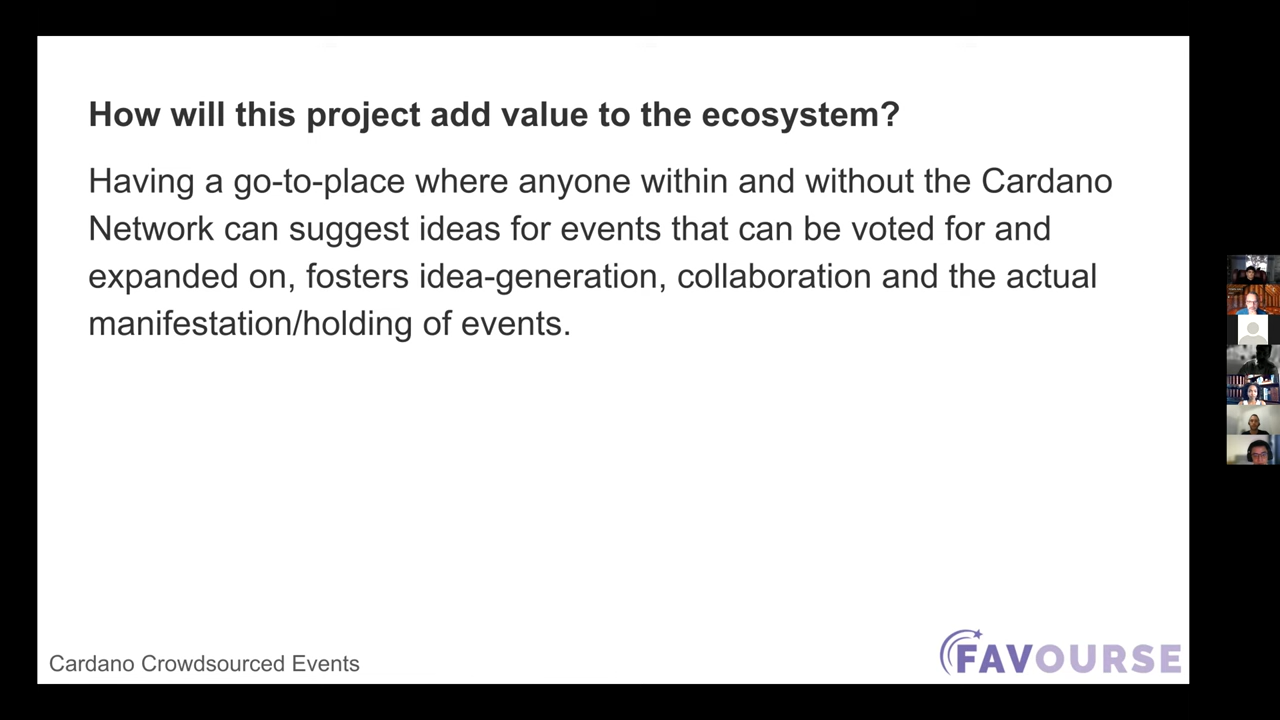 How will this project add value to the ecosystem?
Having a go-to-place where anyone within and without the Cardano
Network can suggest ideas for events that can be voted for and
expanded on, fosters idea-generation, collaboration and the actual
manifestation/holding of events.
Cardano Crowdsourced Events
FAVOURSE